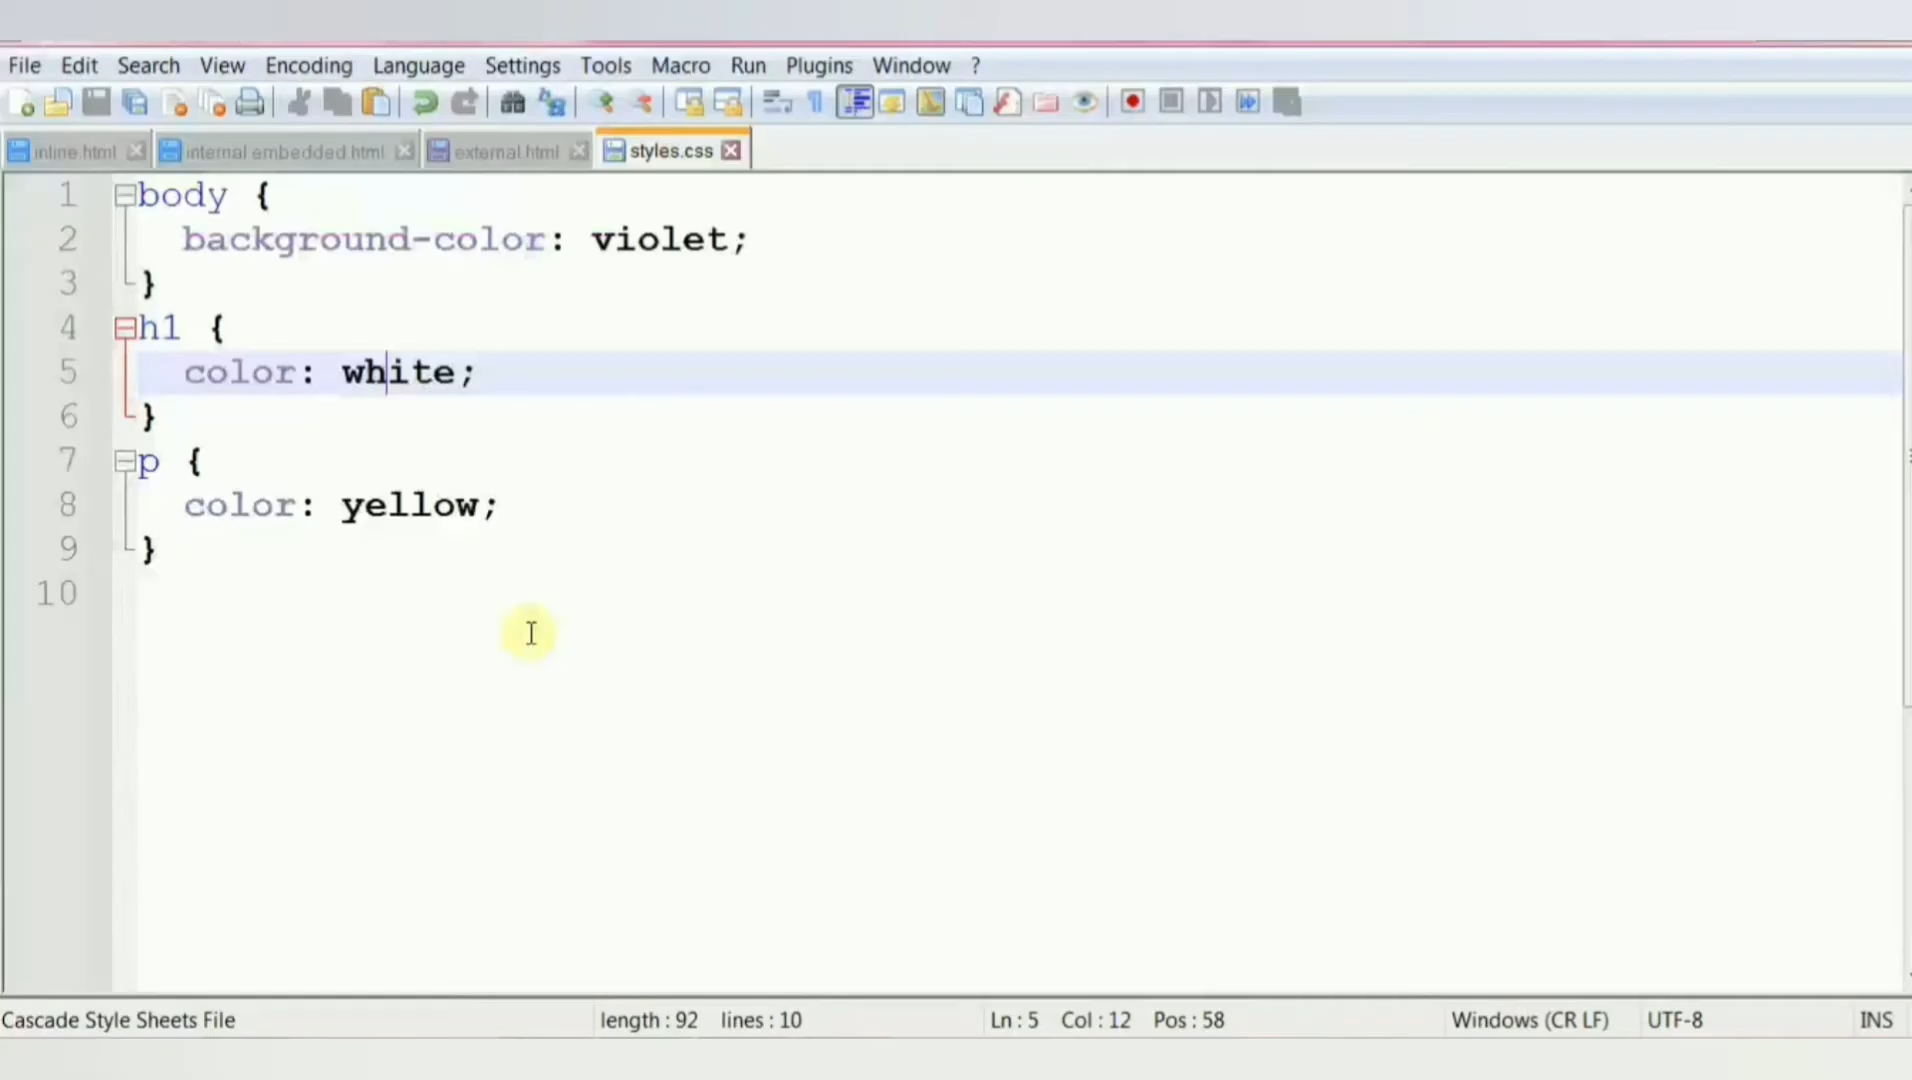 File Edit Search View Encoding Language Settings Tools Macro Run Plugins Window ?
inline.html internal embedded.html external.html styles.css
1 body {
2 background-color: violet;
3 }
4 h1 {
5 color: white;
6 }
7 p {
8 color: yellow;
9 }
10
Cascade Style Sheets File length : 92 lines : 10 Ln : 5 Col : 12 Pos : 58 Windows (CR LF) UTF-8 INS